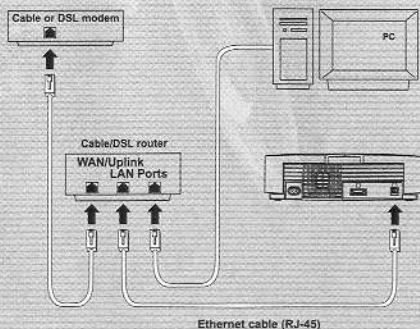 Cable or DSL modem
PC
Cable/DSL router
WAN/Uplink
LAN Ports
Ethernet cable (RJ-45)